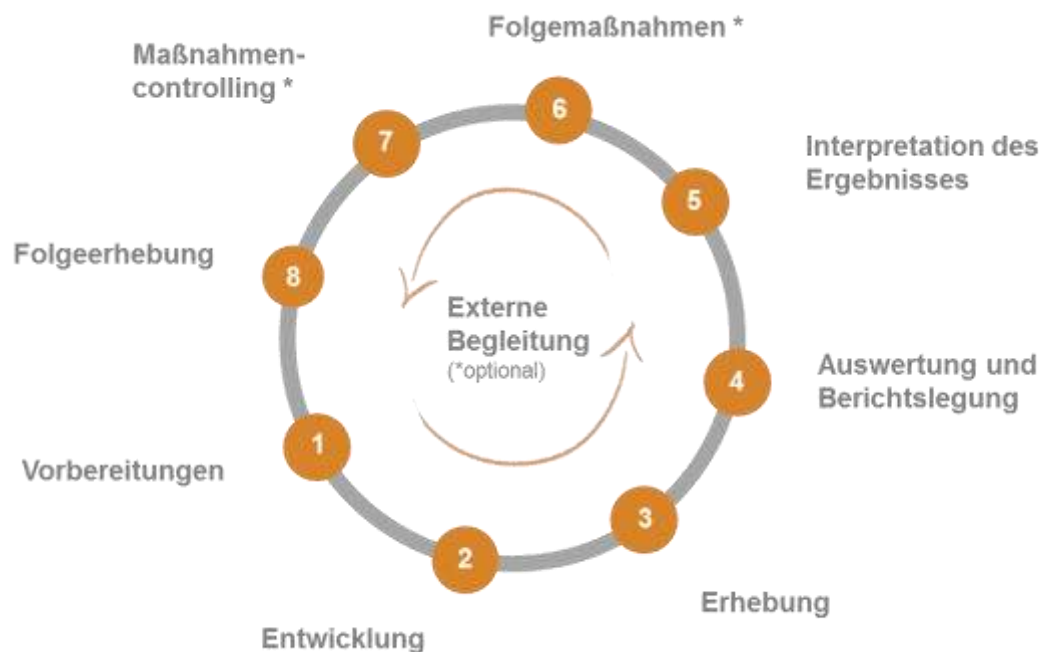 Folgemaßnahmen *
Maßnahmen-
controlling *
6
7
Interpretation des
Ergebnisses
5
Folgeerhebung
8
Externe
Begleitung
(*optional)
Auswertung und
Berichtslegung
4
1
Vorbereitungen
3
2
Erhebung
Entwicklung